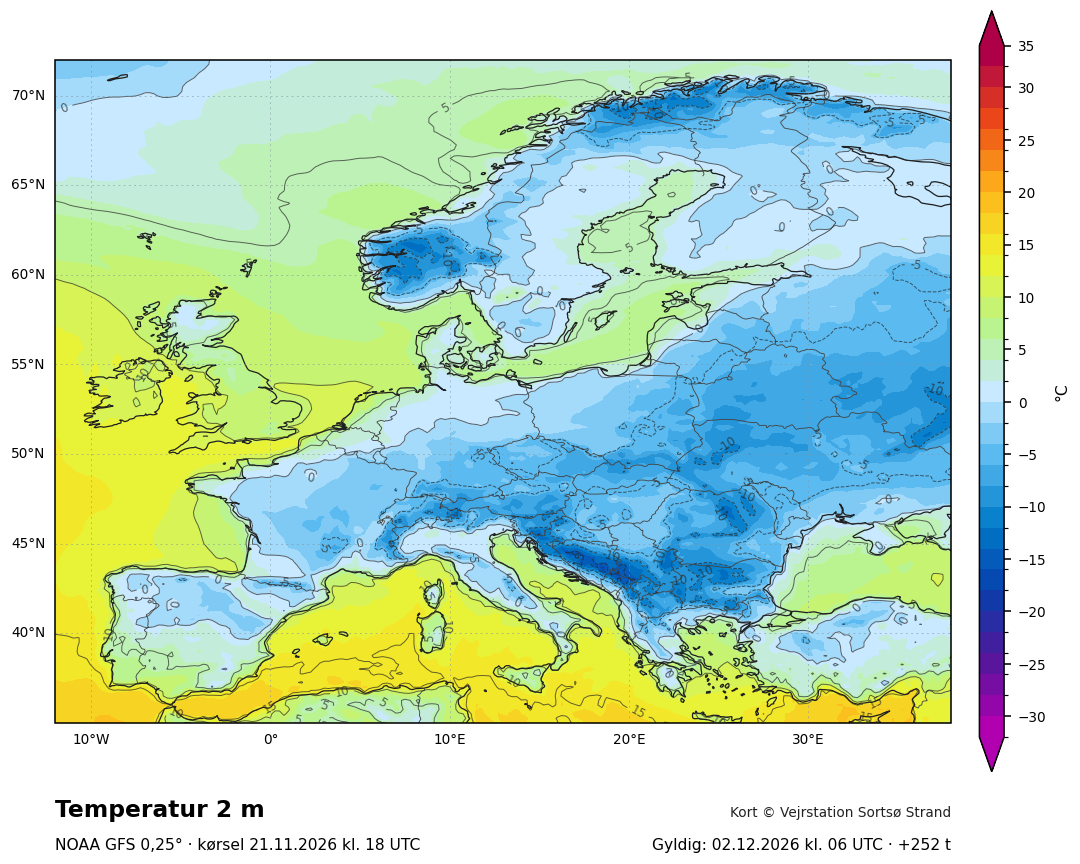 35
30
25
20
15
10
5
0
−5
−10
−15
−20
−25
−30
°C
70°N
65°N
60°N
55°N
50°N
45°N
40°N
10°W 0° 10°E 20°E 30°E
Temperatur 2 m
Kort © Vejrstation Sortsø Strand
NOAA GFS 0,25° · kørsel 21.11.2026 kl. 18 UTC
Gyldig: 02.12.2026 kl. 06 UTC · +252 t